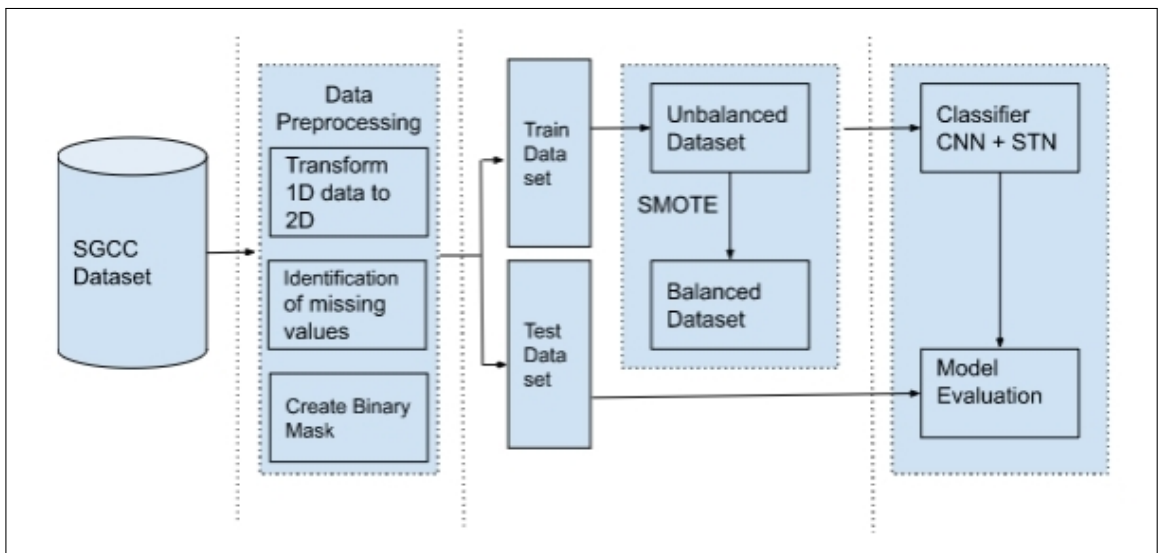 SGCC
Dataset
Data
Preprocessing
Transform
1D data to
2D
Identification
of missing
values
Create Binary
Mask
Train
Data
set
Test
Data
set
Unbalanced
Dataset
SMOTE
Balanced
Dataset
Classifier
CNN + STN
Model
Evaluation